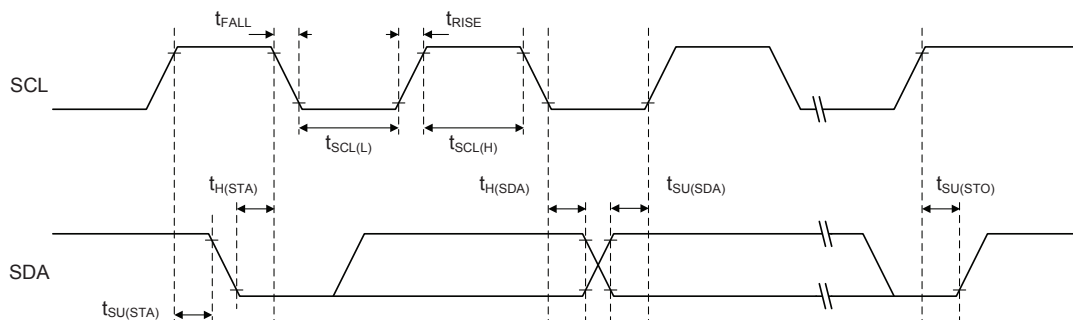 tFALL
tRISE
SCL
tSCL(L)
tSCL(H)
tH(STA)
tH(SDA)
tSU(SDA)
tSU(STO)
SDA
tSU(STA)